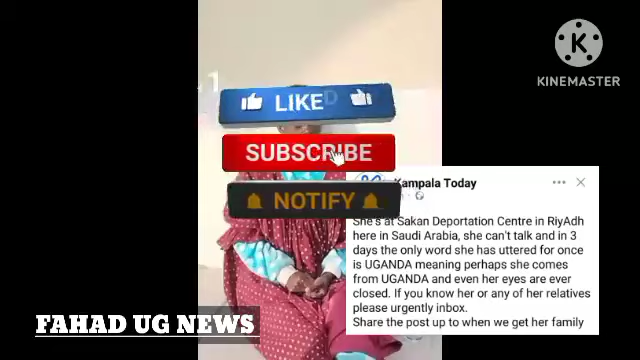 LIKED
SUBSCRIBE
NOTIFY
KINEMASTER
Kampala Today
She's at Sakan Deportation Centre in RiyAdh
here in Saudi Arabia, she can't talk and in 3
days the only word she has uttered for once
is UGANDA meaning perhaps she comes
from UGANDA and even her eyes are ever
closed. If you know her or any of her relatives
please urgently inbox.
Share the post up to when we get her family
FAHAD UG NEWS